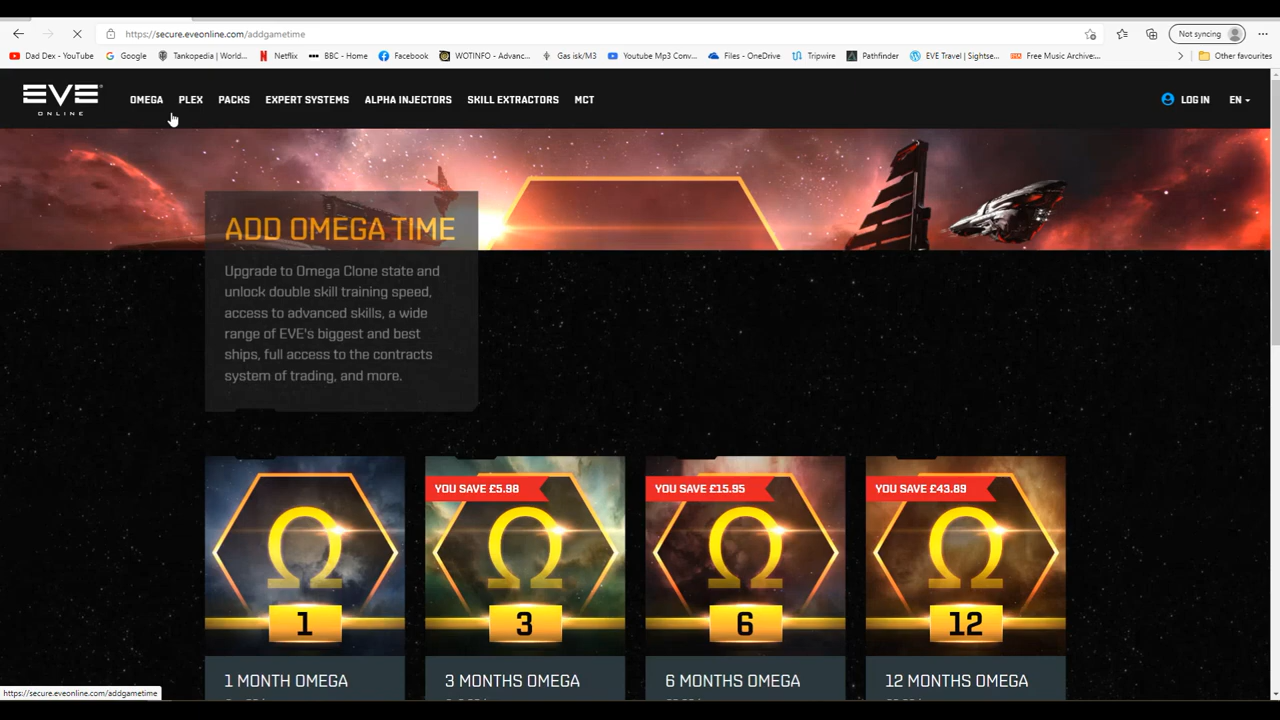 https://secure.eveonline.com/addgametime
Not syncing
Dad Dev - YouTube
Google
Tankopedia | World...
Netflix
BBC - Home
Facebook
WOTINFO - Advanc...
Gas isk/M3
Youtube Mp3 Conv...
Files - OneDrive
Tripwire
Pathfinder
EVE Travel | Sightse...
Free Music Archive:...
Other favourites
EVE
ONLINE
OMEGA
PLEX
PACKS
EXPERT SYSTEMS
ALPHA INJECTORS
SKILL EXTRACTORS
MCT
LOG IN
EN
ADD OMEGA TIME
Upgrade to Omega Clone state and
unlock double skill training speed,
access to advanced skills, a wide
range of EVE's biggest and best
ships, full access to the contracts
system of trading, and more.
YOU SAVE £5.98
YOU SAVE £15.95
YOU SAVE £43.89
Ω
Ω
Ω
Ω
1
3
6
12
1 MONTH OMEGA
3 MONTHS OMEGA
6 MONTHS OMEGA
12 MONTHS OMEGA
https://secure.eveonline.com/addgametime